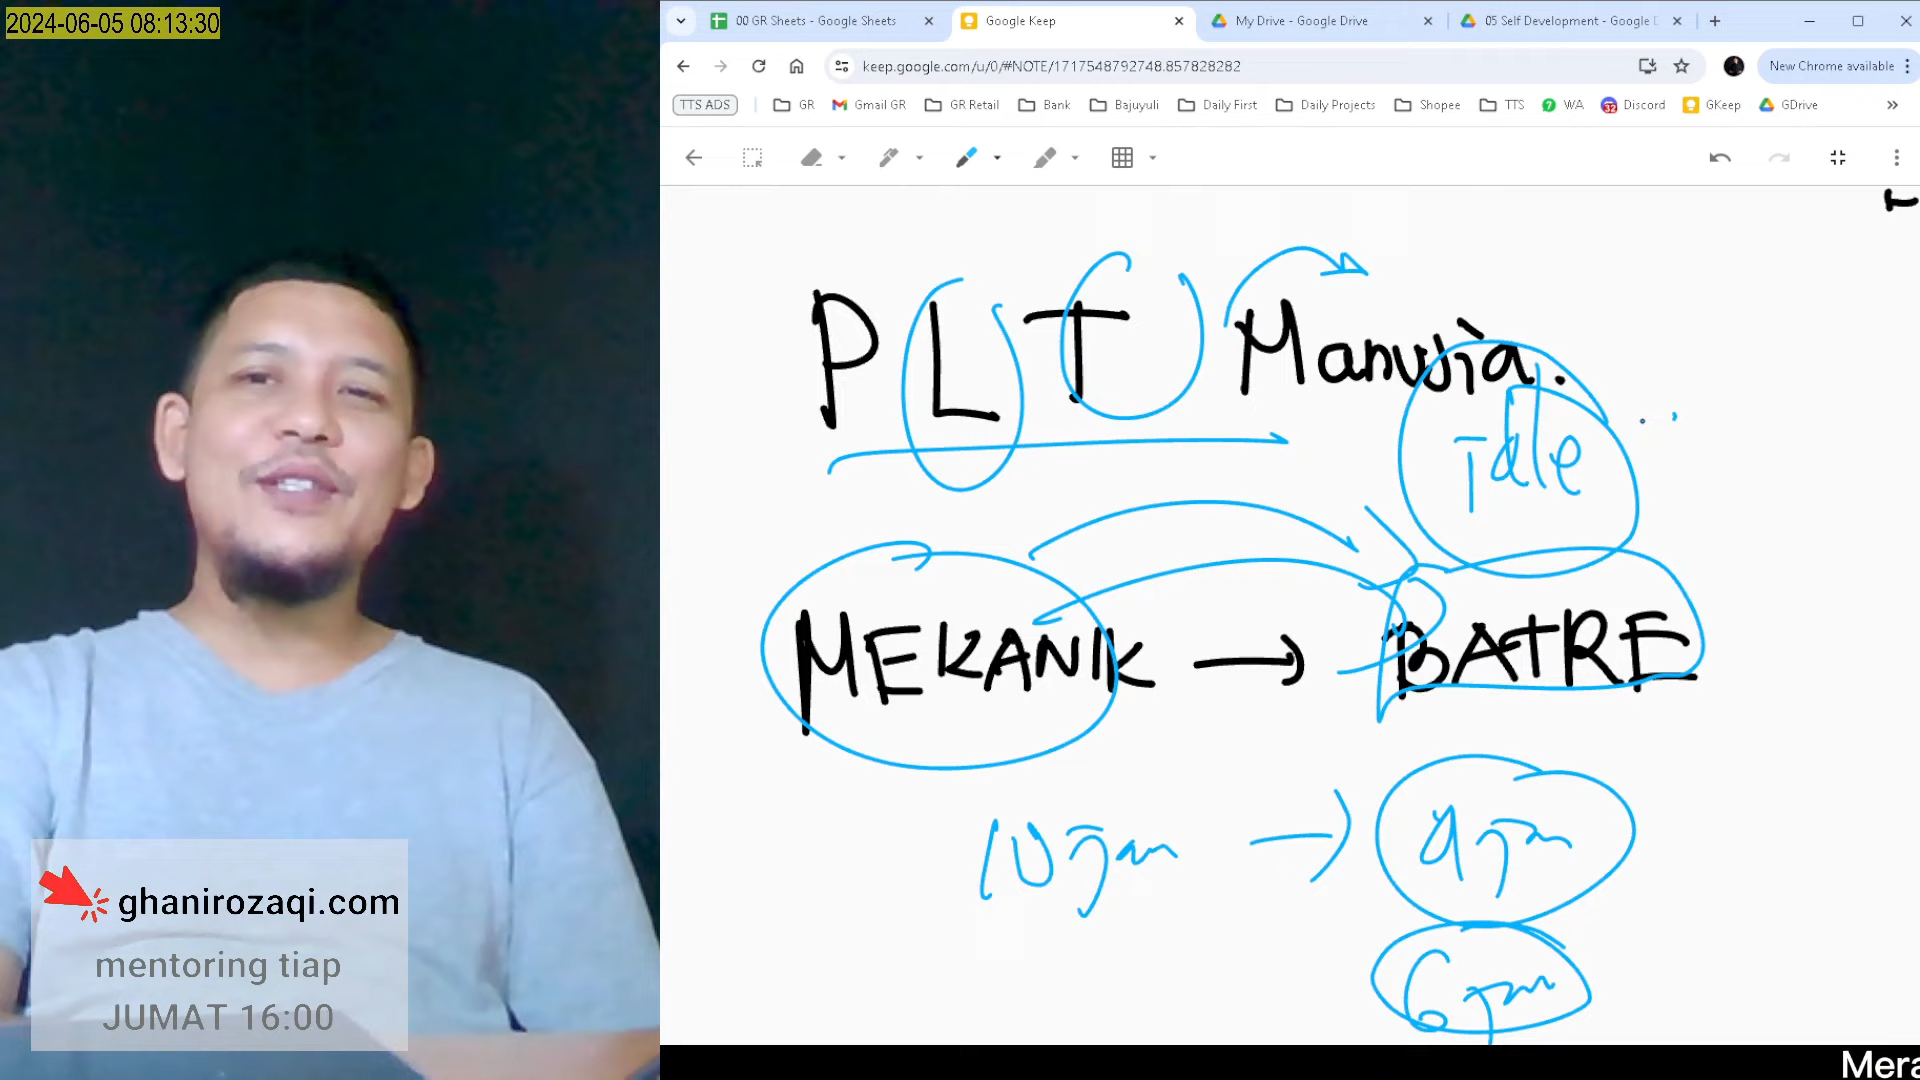 2024-06-05 08:13:30
00 GR Sheets - Google Sheets
Google Keep
My Drive - Google Drive
05 Self Development - Google D
keep.google.com/u/0/#NOTE/1717548792748.857828282
New Chrome available
TTS ADS
GR
Gmail GR
GR Retail
Bank
Bajuyuli
Daily First
Daily Projects
Shopee
TTS
WA
Discord
GKeep
GDrive
PLT Manusia.
idle
MEKANIK → BATRE
10 jam → 4 jam
6 jam
ghanirozaqi.com
mentoring tiap
JUMAT 16:00
Mera